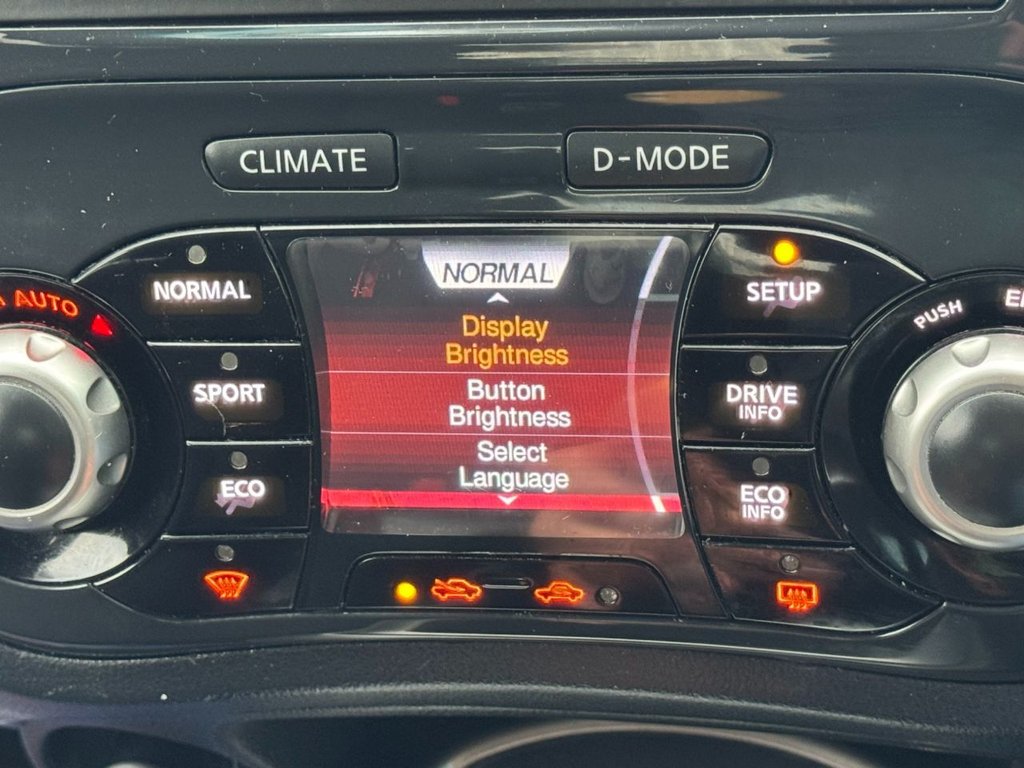 CLIMATE
D-MODE
NORMAL
NORMAL
SETUP
AUTO
PUSH
Display
Brightness
Button
Brightness
SPORT
DRIVE
INFO
Select
Language
ECO
ECO
INFO